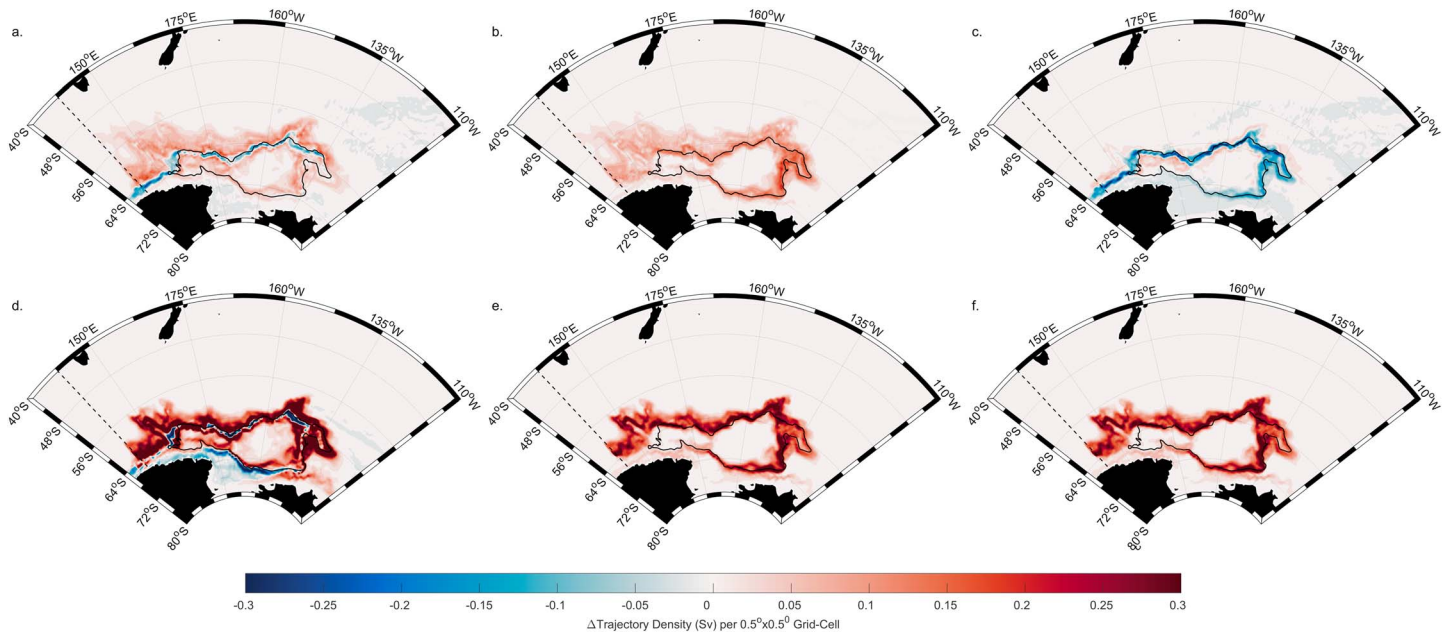 a.
175°E
160°W
150°E
135°W
110°W
40°S
48°S
56°S
64°S
72°S
80°S
b.
175°E
160°W
150°E
135°W
110°W
40°S
48°S
56°S
64°S
72°S
80°S
c.
175°E
160°W
150°E
135°W
110°W
40°S
48°S
56°S
64°S
72°S
80°S
d.
175°E
160°W
150°E
135°W
110°W
40°S
48°S
56°S
64°S
72°S
80°S
e.
175°E
160°W
150°E
135°W
110°W
40°S
48°S
56°S
64°S
72°S
80°S
f.
175°E
160°W
150°E
135°W
110°W
40°S
48°S
56°S
64°S
72°S
80°S
-0.3 -0.25 -0.2 -0.15 -0.1 -0.05 0 0.05 0.1 0.15 0.2 0.25 0.3
ΔTrajectory Density (Sv) per 0.5°x0.5⁰ Grid-Cell